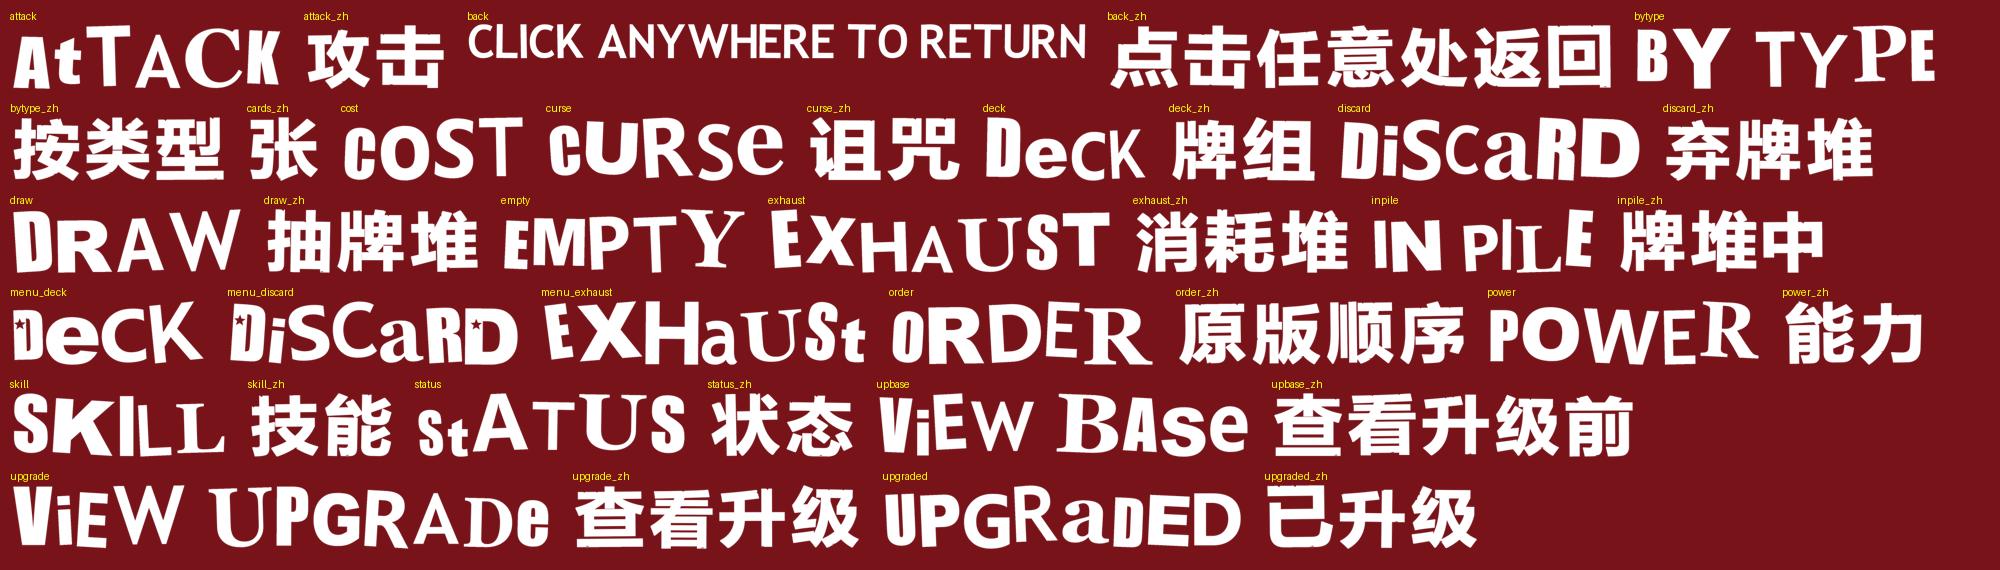 attack attack_zh back back_zh bytype
AtTACK 攻击 CLICK ANYWHERE TO RETURN 点击任意处返回 BY TYPE
bytype_zh cards_zh cost curse curse_zh deck deck_zh discard discard_zh
按类型 张 COST CURSe 诅咒 DeCK 牌组 DiSCaRD 弃牌堆
draw draw_zh empty exhaust exhaust_zh inpile inpile_zh
DRAW 抽牌堆 EMPTY EXHAUST 消耗堆 IN PILE 牌堆中
menu_deck menu_discard menu_exhaust order order_zh power power_zh
DeCK DiSCaRD EXHaUSt ORDER 原版顺序 POWER 能力
skill skill_zh status status_zh upbase upbase_zh
SKILL 技能 StATUS 状态 ViEW BASe 查看升级前
upgrade upgrade_zh upgraded upgraded_zh
ViEW UPGRADe 查看升级 UPGRaDED 已升级